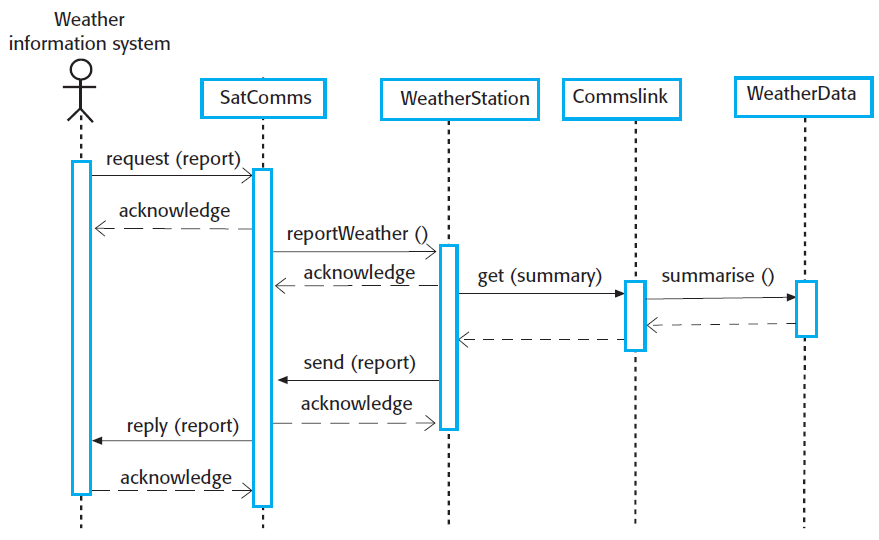 Weather
information system
SatComms
WeatherStation
Commslink
WeatherData
request (report)
acknowledge
reportWeather ()
acknowledge
get (summary)
summarise ()
send (report)
acknowledge
reply (report)
acknowledge